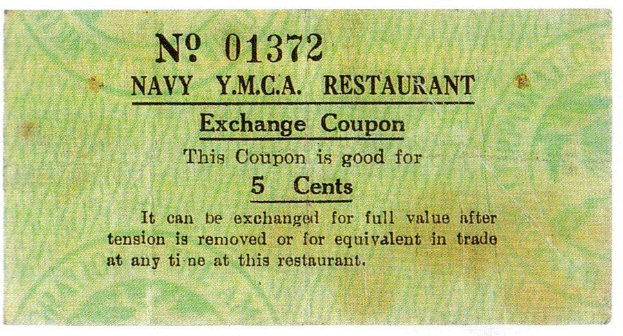 Nº 01372
NAVY Y.M.C.A. RESTAURANT
Exchange Coupon
This Coupon is good for
5 Cents
It can be exchanged for full value after
tension is removed or for equivalent in trade
at any ti ne at this restaurant.